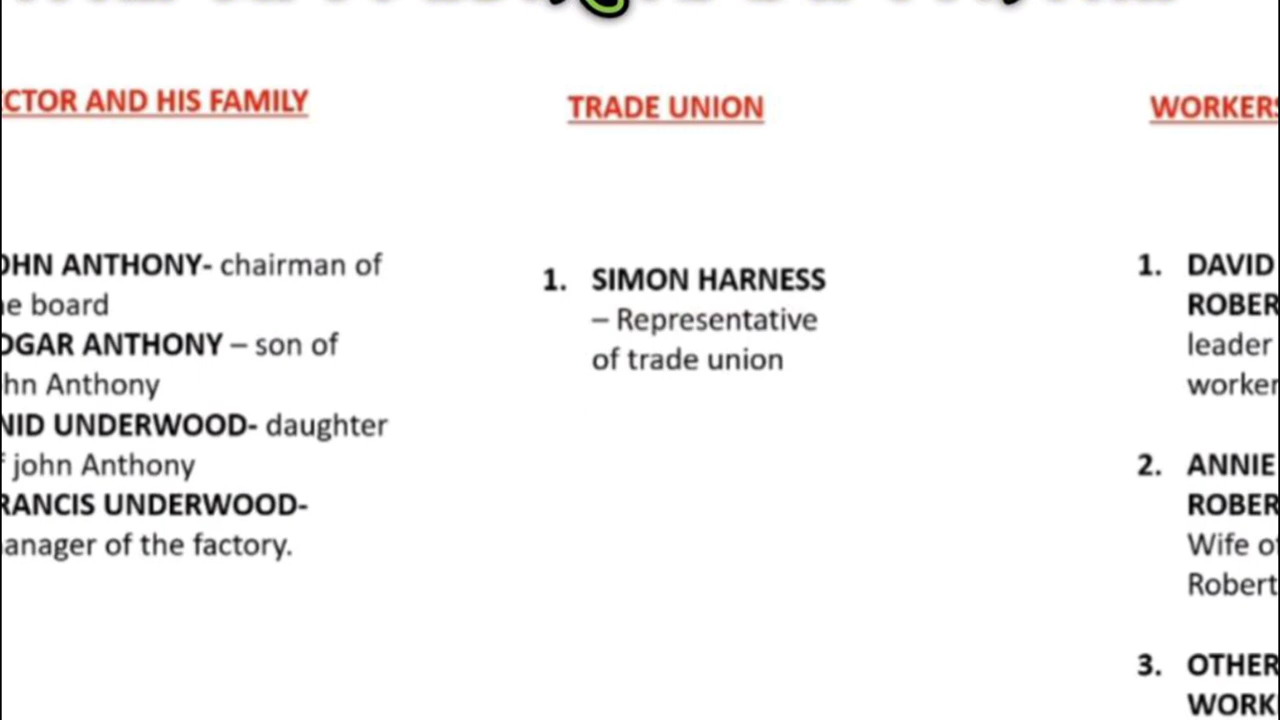 CTOR AND HIS FAMILY
TRADE UNION
WORKERS
OHN ANTHONY- chairman of
e board
DGAR ANTHONY – son of
hn Anthony
NID UNDERWOOD- daughter
f john Anthony
RANCIS UNDERWOOD-
anager of the factory.
1. SIMON HARNESS
– Representative
of trade union
1. DAVID
ROBER
leader
worker
2. ANNIE
ROBER
Wife of
Robert
3. OTHER
WORK